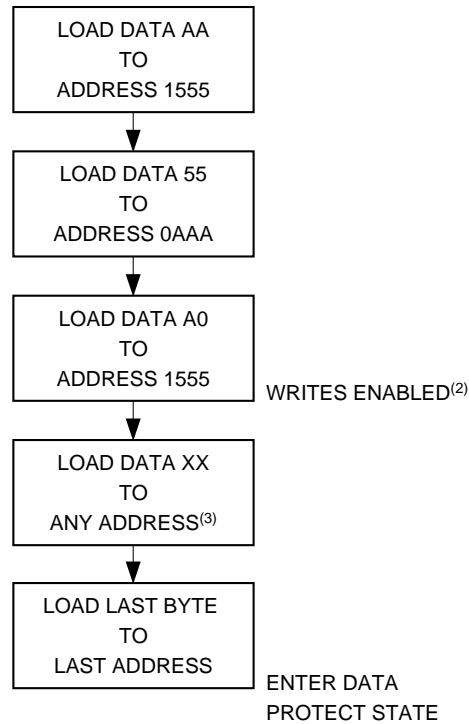 LOAD DATA AA
TO
ADDRESS 1555
LOAD DATA 55
TO
ADDRESS 0AAA
LOAD DATA A0
TO
ADDRESS 1555
WRITES ENABLED(2)
LOAD DATA XX
TO
ANY ADDRESS(3)
LOAD LAST BYTE
TO
LAST ADDRESS
ENTER DATA
PROTECT STATE